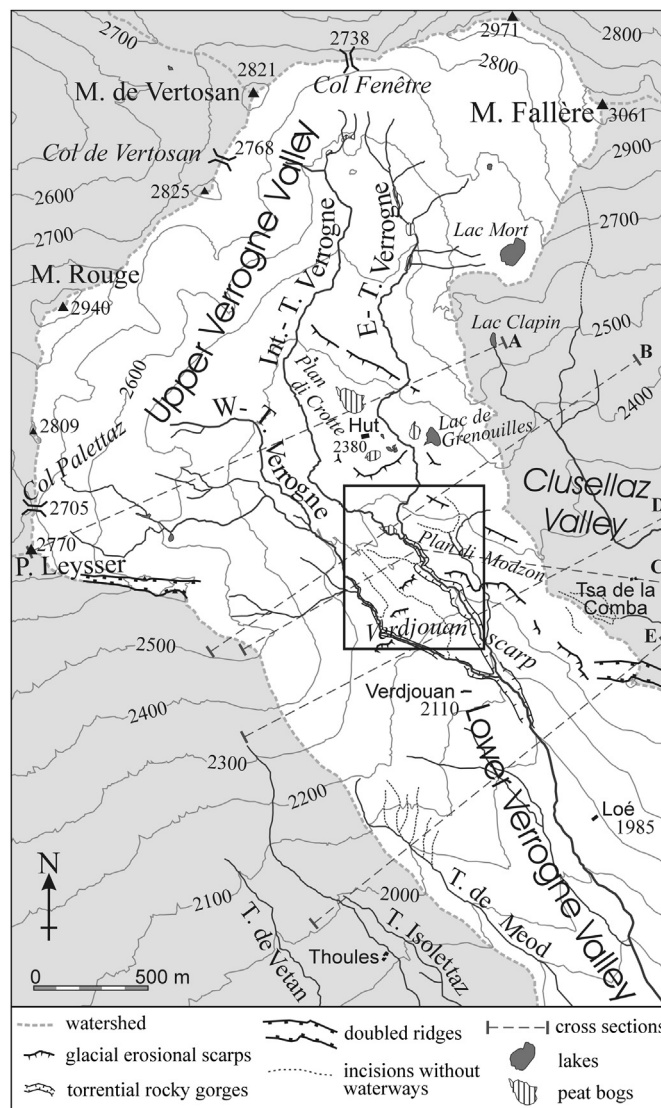 2700
2738
2971
2800
2821
M. de Vertosan
Col Fenêtre
2800
M. Fallère
3061
2900
Col de Vertosan
2768
2825
2600
2700
2700
Upper Verrogne Valley
Int.- T. Verrogne
E- T. Verrogne
Lac Mort
M. Rouge
2940
2500
Lac Clapin
A
B
2600
2400
Plan
di Crotte
W- T. Verrogne
Hut
2380
Lac de
Grenouilles
2809
Col Palettaz
2705
Clusellaz
Valley
D
2770
P. Leysser
Plan di Modzon
C
Tsa de la
Comba
Verdjouan
scarp
E
2500
Verdjouan
2110
2400
2300
2200
Lower Verrogne Valley
Loé
1985
N
2100
2000
T. de Vetan
T. Isolettaz
T. de Meod
Thoules
0 500 m
watershed
doubled ridges
cross sections
glacial erosional scarps
incisions without
waterways
lakes
torrential rocky gorges
peat bogs